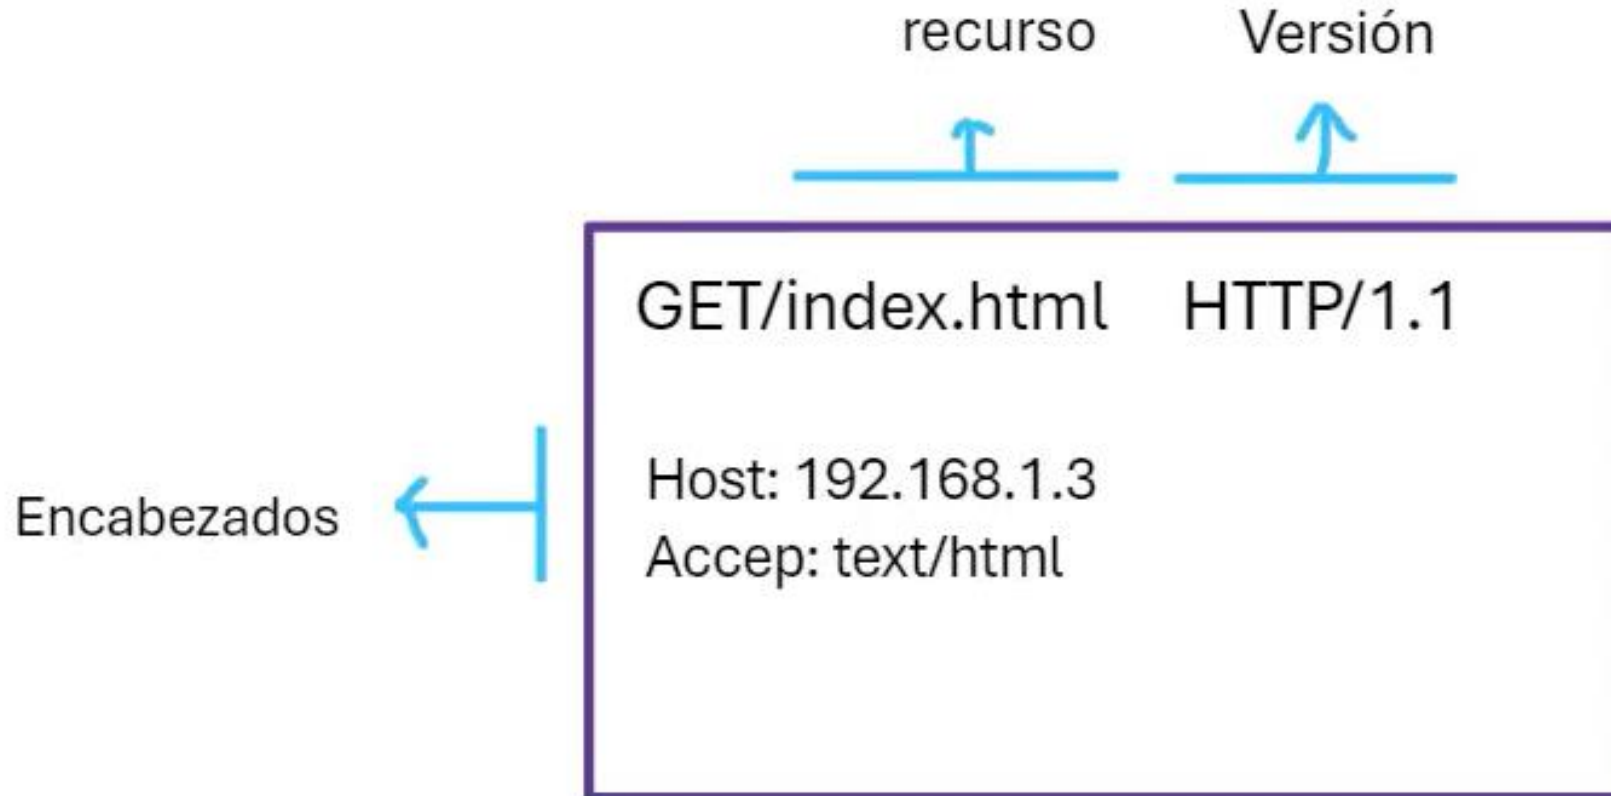 recurso Versión
GET/index.html HTTP/1.1
Host: 192.168.1.3
Encabezados
Accep: text/html